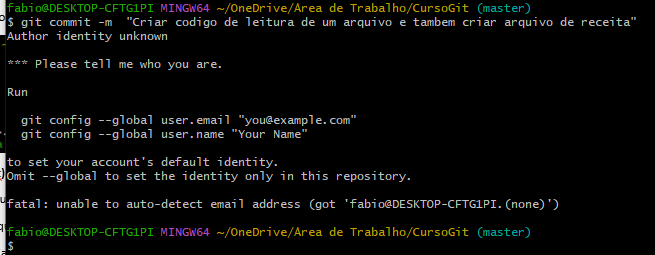 fabio@DESKTOP-CFTG1PI MINGW64 ~/OneDrive/Área de Trabalho/CursoGit (master)
$ git commit -m  "Criar codigo de leitura de um arquivo e tambem criar arquivo de receita"
Author identity unknown
*** Please tell me who you are.
Run
  git config --global user.email "you@example.com"
  git config --global user.name "Your Name"
to set your account's default identity.
Omit --global to set the identity only in this repository.
fatal: unable to auto-detect email address (got 'fabio@DESKTOP-CFTG1PI.(none)')
fabio@DESKTOP-CFTG1PI MINGW64 ~/OneDrive/Área de Trabalho/CursoGit (master)
$